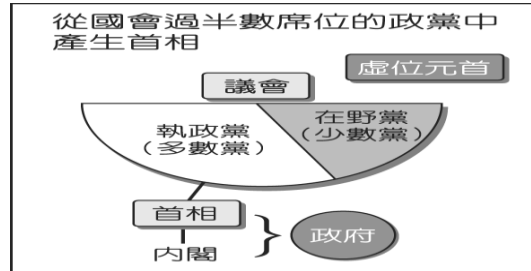 從國會過半數席位的政黨中
產生首相
虛位元首
議會
執政黨
(多數黨)
在野黨
(少數黨)
首相
內閣
政府